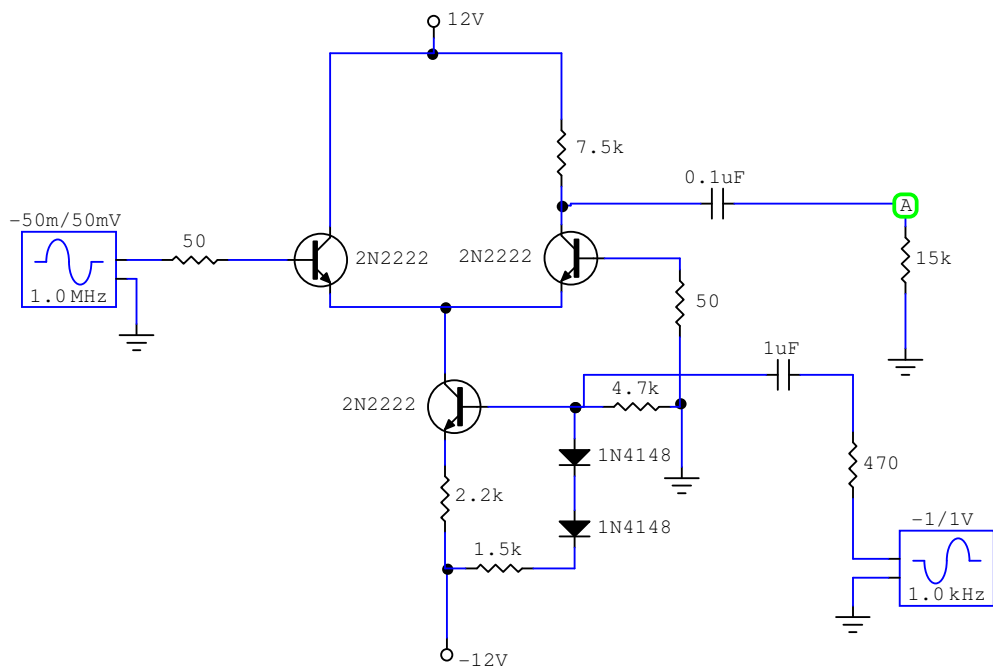 12V
7.5k
0.1uF
A
-50m/50mV
50
1.0MHz
2N2222
2N2222
15k
50
1uF
2N2222
4.7k
1N4148
470
2.2k
1N4148
-1/1V
1.5k
1.0kHz
-12V